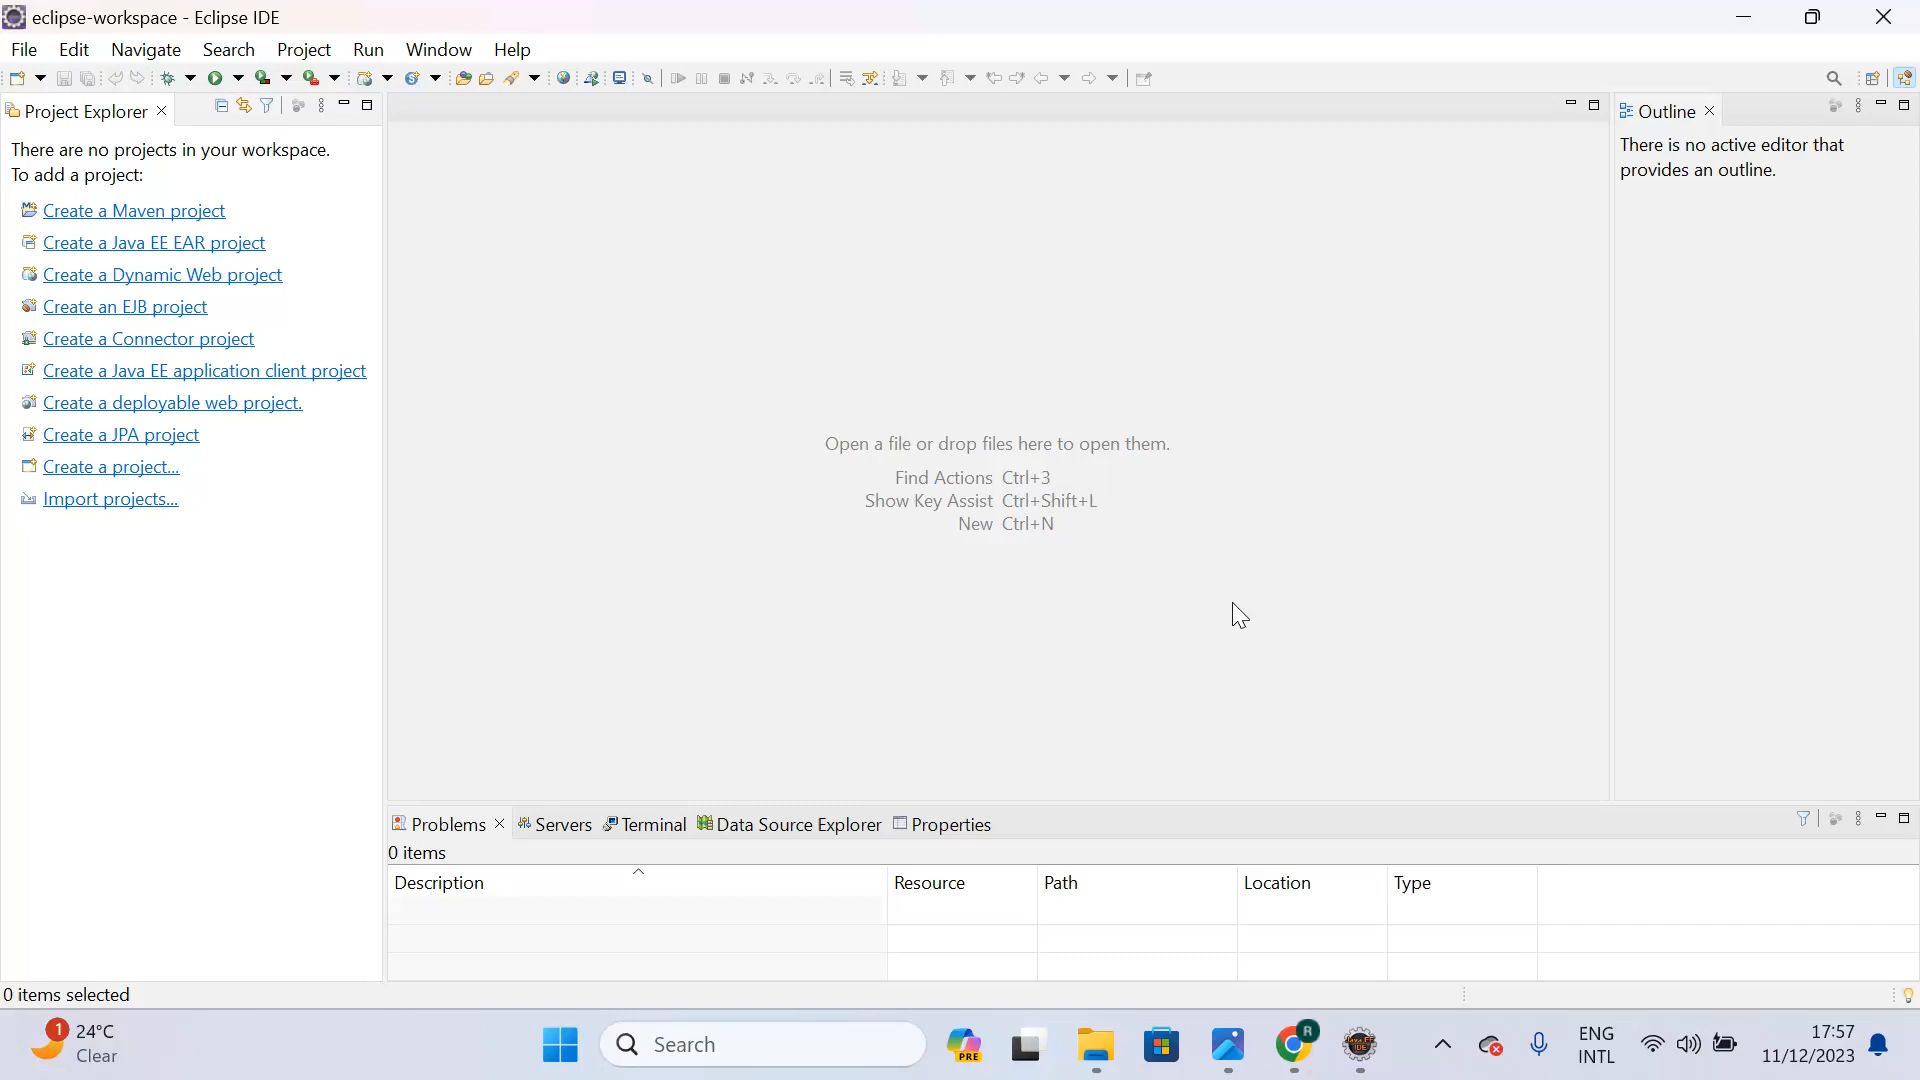 eclipse-workspace - Eclipse IDE
File Edit Navigate Search Project Run Window Help
Project Explorer
There are no projects in your workspace.
To add a project:
Create a Maven project
Create a Java EE EAR project
Create a Dynamic Web project
Create an EJB project
Create a Connector project
Create a Java EE application client project
Create a deployable web project.
Create a JPA project
Create a project...
Import projects...
Open a file or drop files here to open them.
Find Actions Ctrl+3
Show Key Assist Ctrl+Shift+L
New Ctrl+N
Outline
There is no active editor that
provides an outline.
Problems Servers Terminal Data Source Explorer Properties
0 items
Description Resource Path Location Type
0 items selected
1
24°C
Clear
Search
PRE
R
Java EE
IDE
ENG
INTL
17:57
11/12/2023